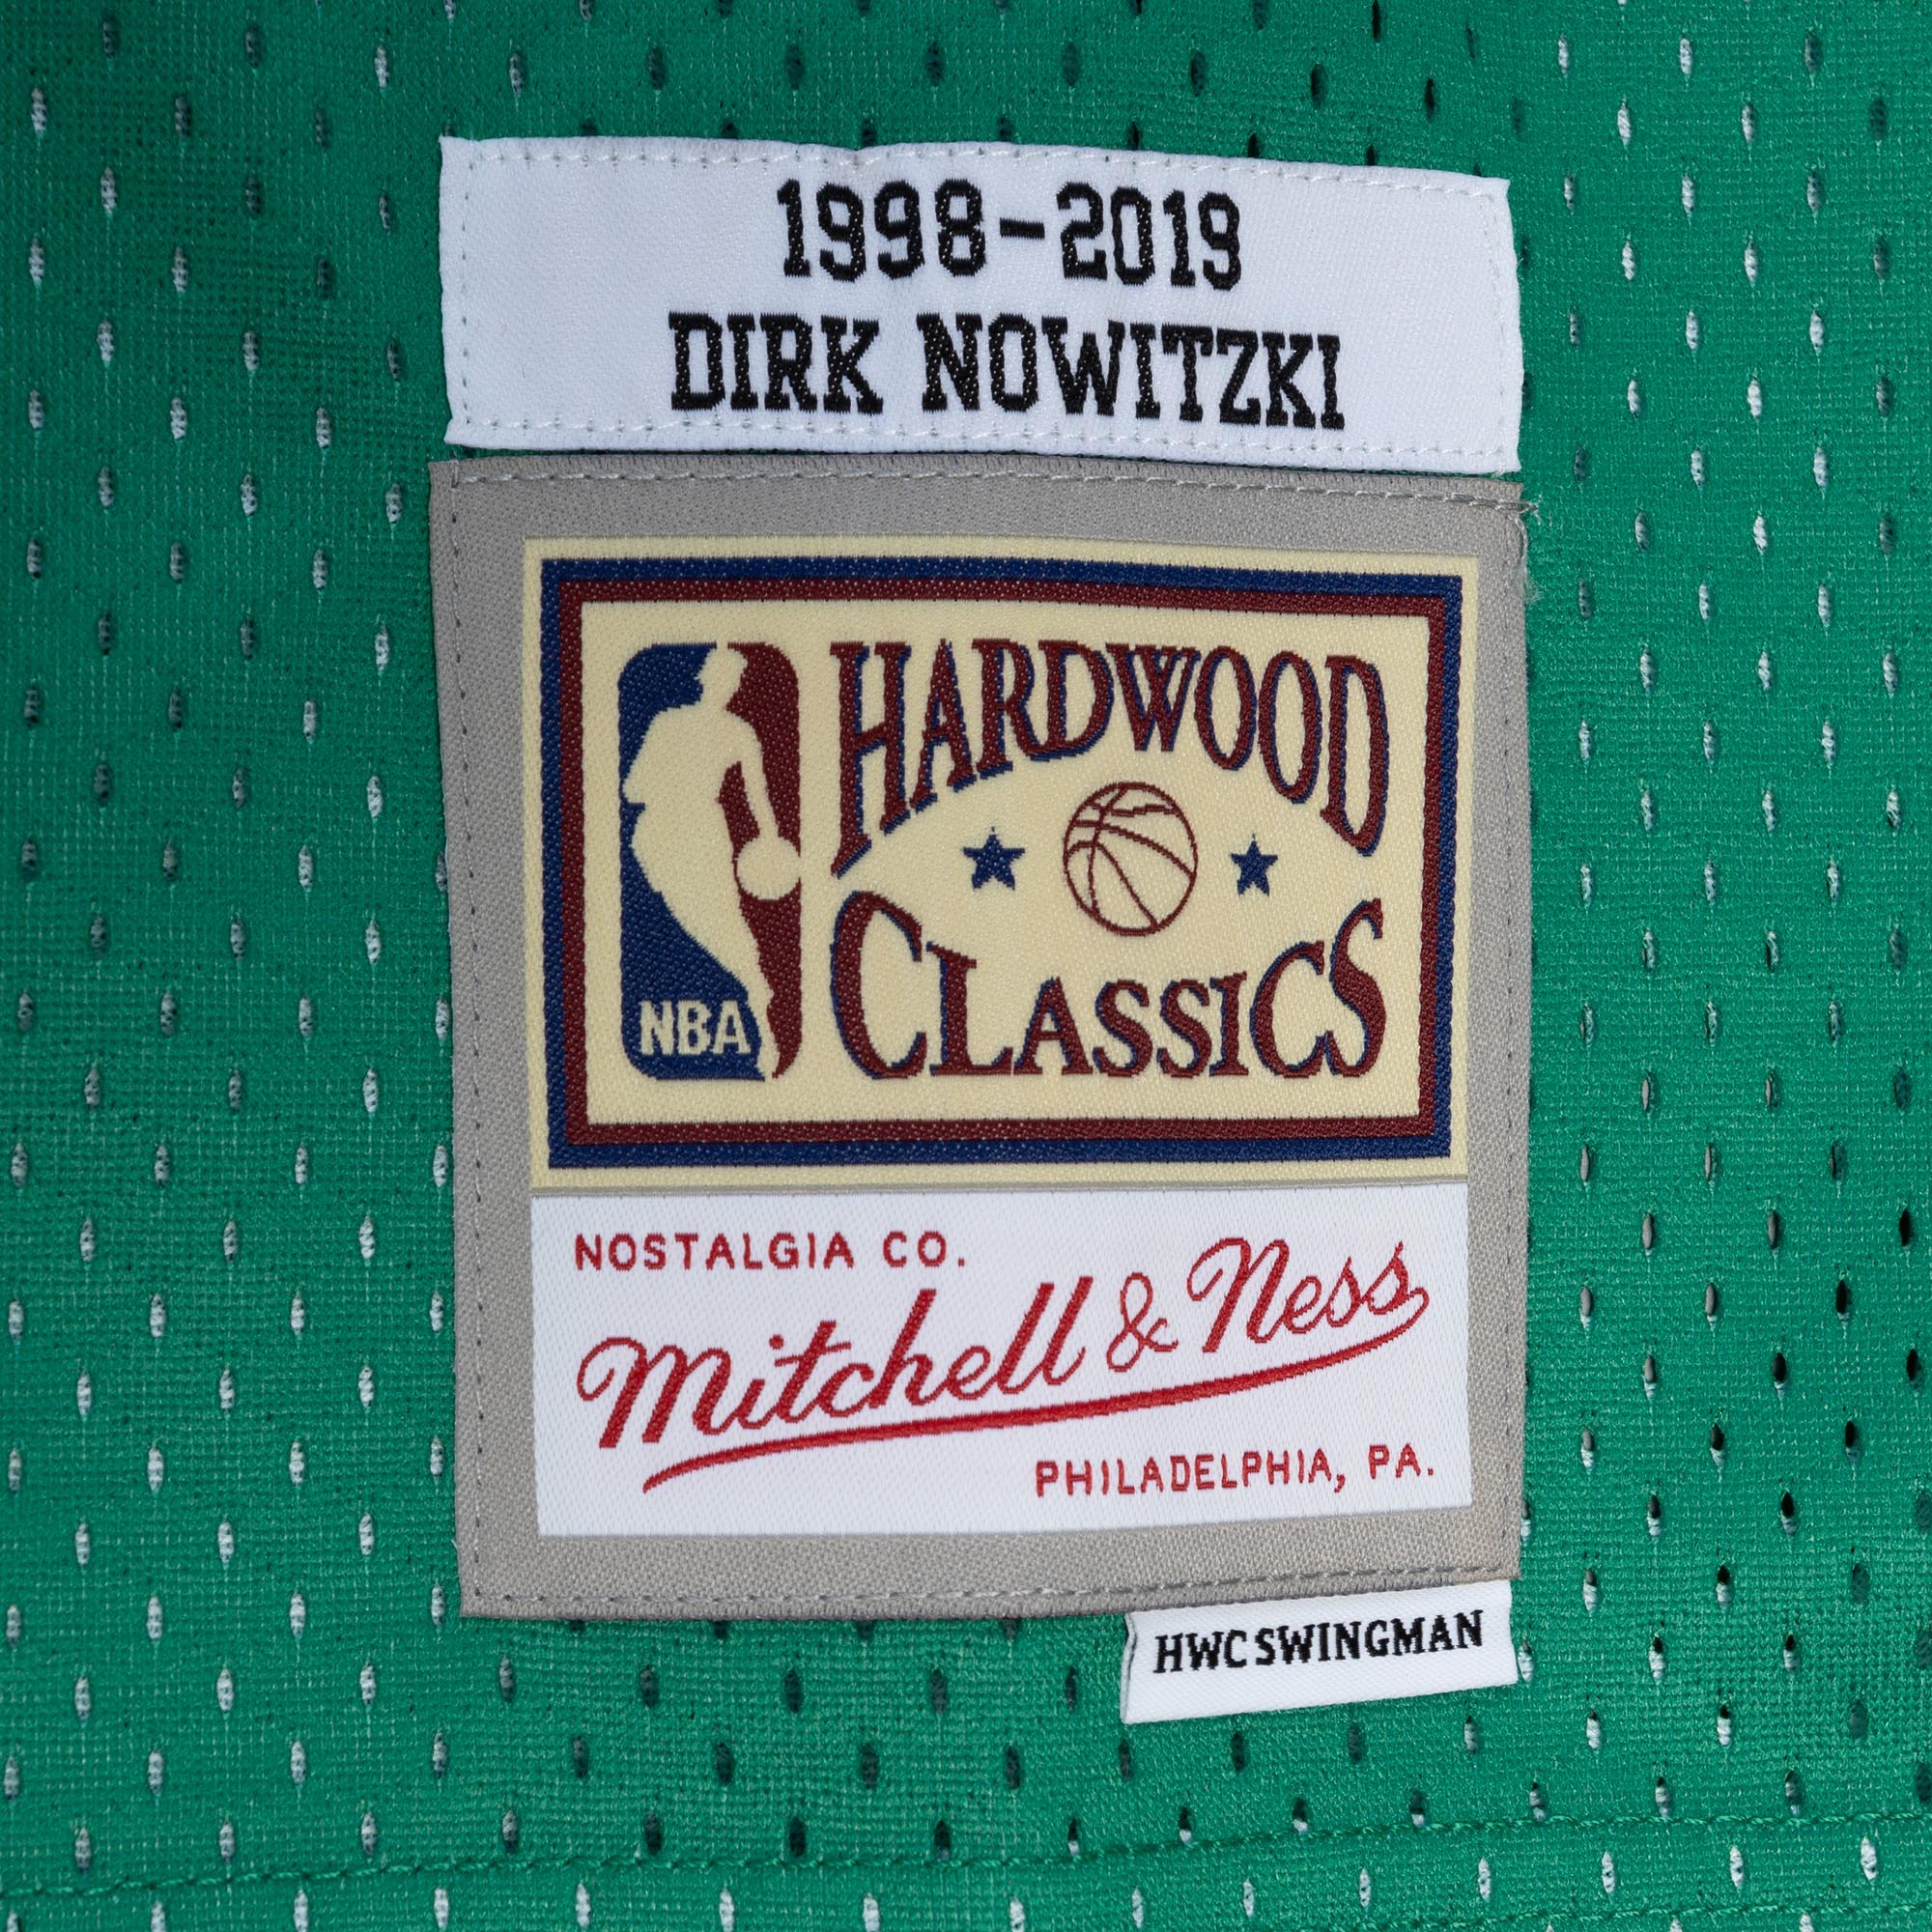 1998-2019
DIRK NOWITZKI
HARDWOOD
CLASSICS
NBA
NOSTALGIA CO.
Mitchell & Ness
PHILADELPHIA, PA.
HWC SWINGMAN